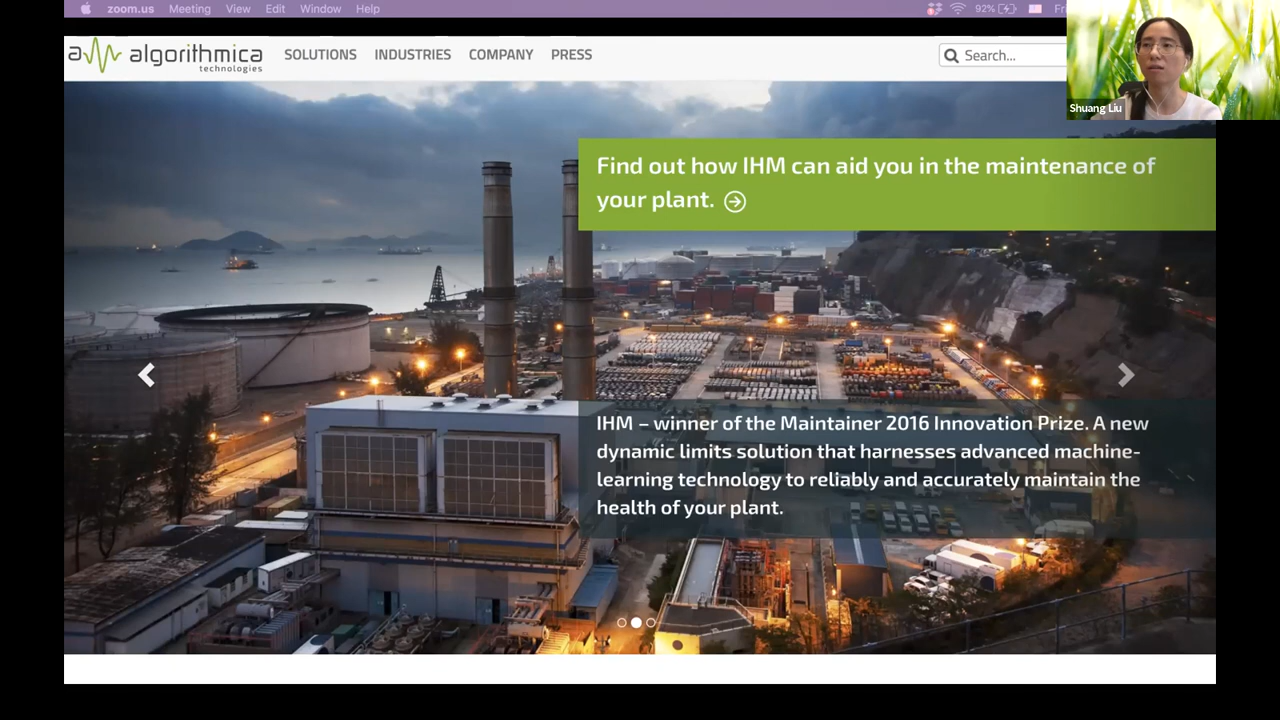 zoom.us Meeting View Edit Window Help
92%
algorithmica
technologies
SOLUTIONS INDUSTRIES COMPANY PRESS
Search...
Shuang Liu
Find out how IHM can aid you in the maintenance of
your plant.
IHM – winner of the Maintainer 2016 Innovation Prize. A new
dynamic limits solution that harnesses advanced machine-
learning technology to reliably and accurately maintain the
health of your plant.